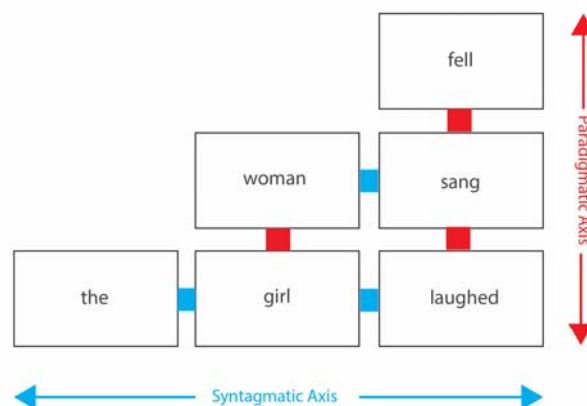 fell
woman
sang
the
girl
laughed
Paradigmatic Axis
Syntagmatic Axis